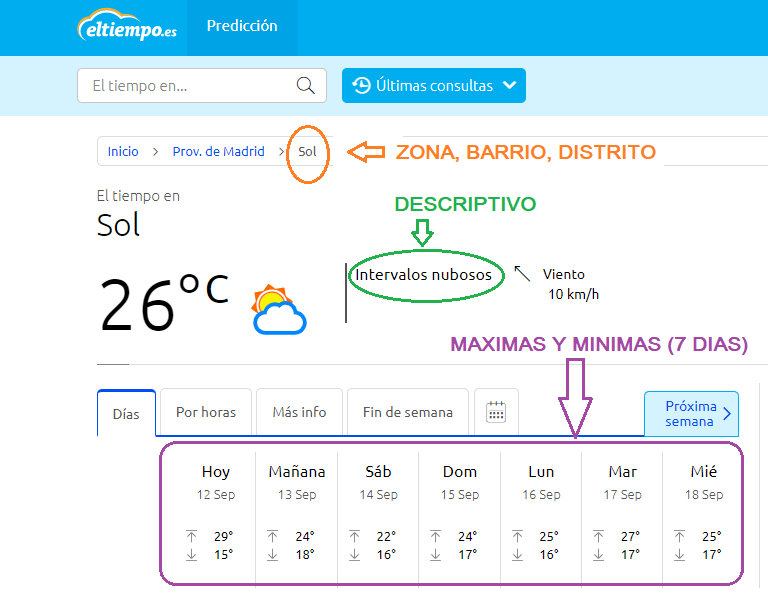 eltiempo.es
Predicción
El tiempo en...
Últimas consultas
Inicio > Prov. de Madrid > Sol
ZONA, BARRIO, DISTRITO
El tiempo en
Sol
DESCRIPTIVO
26°C
Intervalos nubosos
Viento
10 km/h
MAXIMAS Y MINIMAS (7 DIAS)
Días
Por horas
Más info
Fin de semana
Próxima
semana
Hoy Mañana Sáb Dom Lun Mar Mié
12 Sep 13 Sep 14 Sep 15 Sep 16 Sep 17 Sep 18 Sep
29° 24° 22° 24° 25° 27° 25°
15° 18° 16° 17° 16° 17° 17°